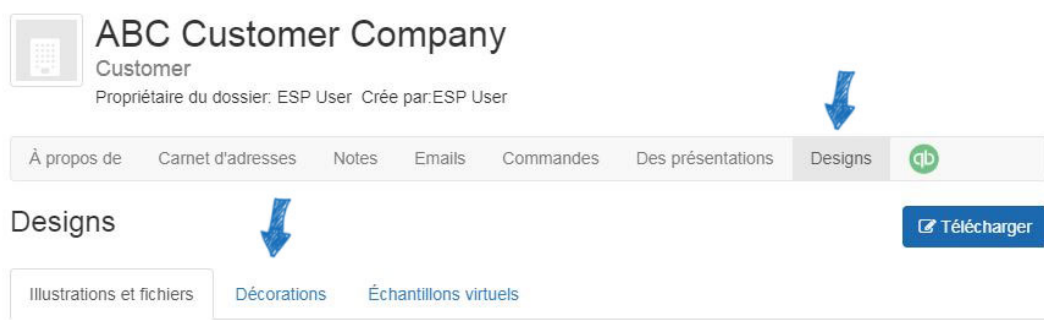 ABC Customer Company
Customer
Propriétaire du dossier: ESP User Crée par:ESP User
À propos de Carnet d'adresses Notes Emails Commandes Des présentations Designs qb
Designs
Télécharger
Illustrations et fichiers Décorations Échantillons virtuels